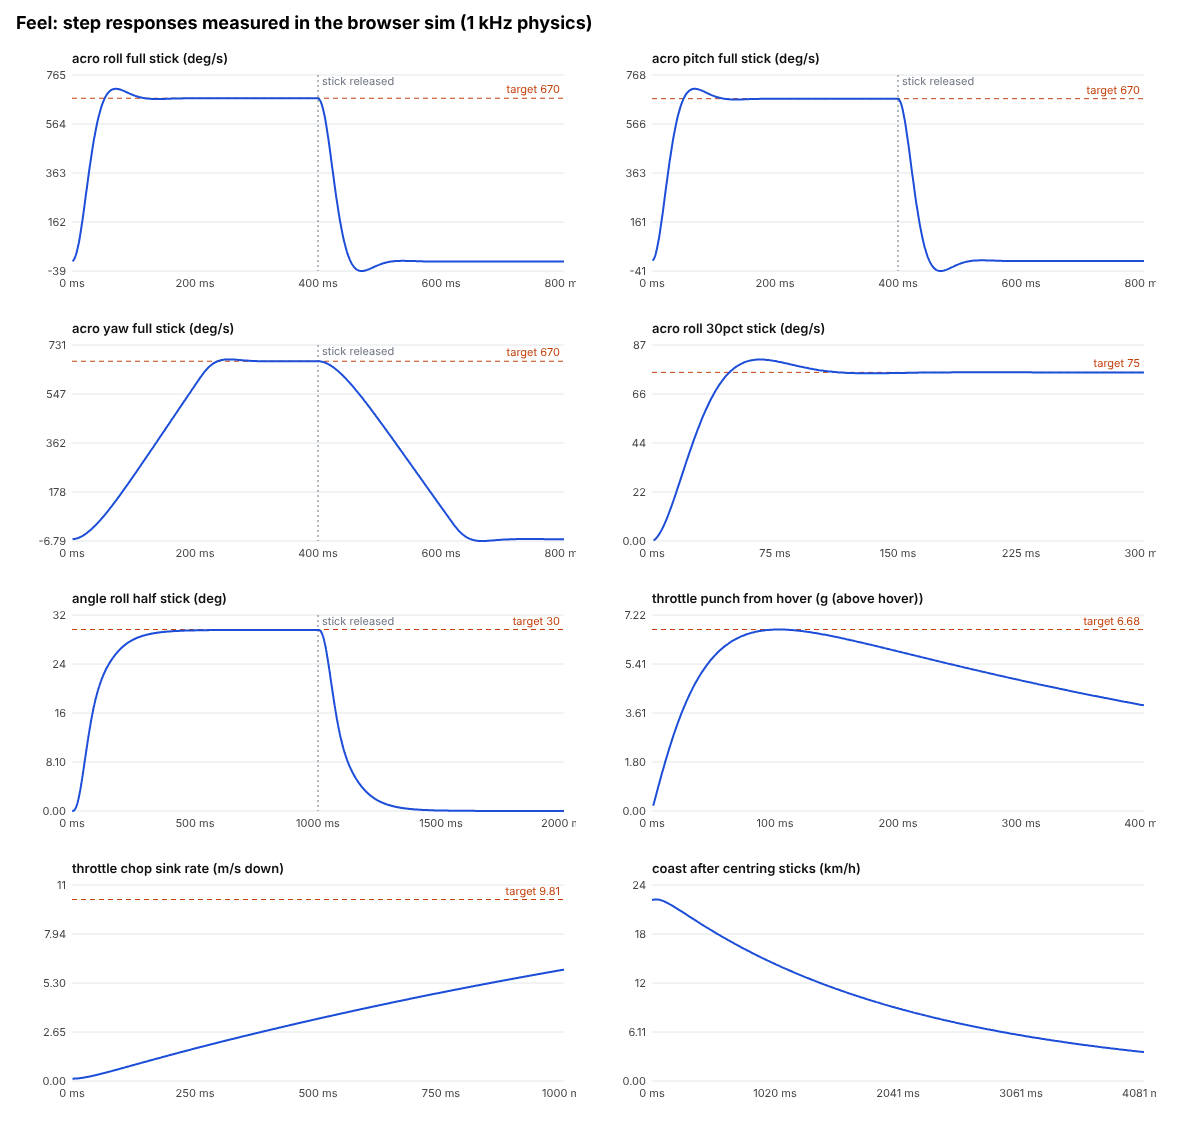 Feel: step responses measured in the browser sim (1 kHz physics)
acro roll full stick (deg/s)
765
564
363
162
-39
stick released
target 670
0 ms
200 ms
400 ms
600 ms
800 m
acro pitch full stick (deg/s)
768
566
363
161
-41
stick released
target 670
0 ms
200 ms
400 ms
600 ms
800 m
acro yaw full stick (deg/s)
731
547
362
178
-6.79
stick released
target 670
0 ms
200 ms
400 ms
600 ms
800 m
acro roll 30pct stick (deg/s)
87
66
44
22
0.00
target 75
0 ms
75 ms
150 ms
225 ms
300 m
angle roll half stick (deg)
32
24
16
8.10
0.00
stick released
target 30
0 ms
500 ms
1000 ms
1500 ms
2000 m
throttle punch from hover (g (above hover))
7.22
5.41
3.61
1.80
0.00
target 6.68
0 ms
100 ms
200 ms
300 ms
400 m
throttle chop sink rate (m/s down)
11
7.94
5.30
2.65
0.00
target 9.81
0 ms
250 ms
500 ms
750 ms
1000 m
coast after centring sticks (km/h)
24
18
12
6.11
0.00
0 ms
1020 ms
2041 ms
3061 ms
4081 m